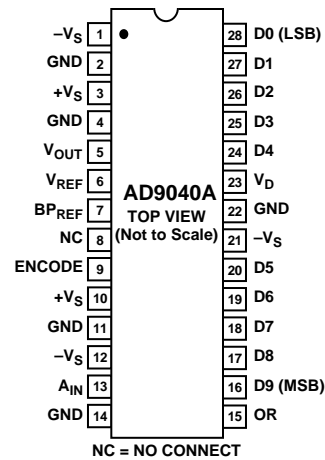 –VS 1
GND 2
+VS 3
GND 4
VOUT 5
VREF 6
BPREF 7
NC 8
ENCODE 9
+VS 10
GND 11
–VS 12
AIN 13
GND 14
AD9040A
TOP VIEW
(Not to Scale)
28 D0 (LSB)
27 D1
26 D2
25 D3
24 D4
23 VD
22 GND
21 –VS
20 D5
19 D6
18 D7
17 D8
16 D9 (MSB)
15 OR
NC = NO CONNECT